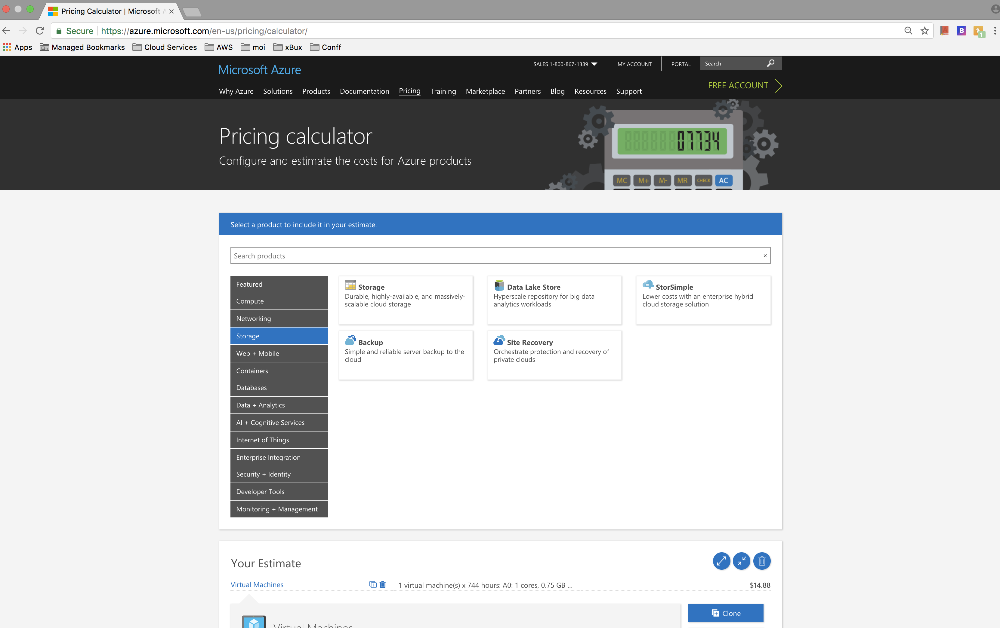 Pricing Calculator | Microsoft A
Secure https://azure.microsoft.com/en-us/pricing/calculator/
B
1
Apps Managed Bookmarks Cloud Services AWS moi xBux Conff
SALES 1-800-867-1389 MY ACCOUNT PORTAL Search
Microsoft Azure
FREE ACCOUNT
Why Azure Solutions Products Documentation Pricing Training Marketplace Partners Blog Resources Support
Pricing calculator
Configure and estimate the costs for Azure products
07734
MC M+ M- MR CHECK AC
Select a product to include it in your estimate.
Search products
Featured
Compute
Networking
Storage
Web + Mobile
Containers
Databases
Data + Analytics
AI + Cognitive Services
Internet of Things
Enterprise Integration
Security + Identity
Developer Tools
Monitoring + Management
Storage
Durable, highly-available, and massively-
scalable cloud storage
Data Lake Store
Hyperscale repository for big data
analytics workloads
StorSimple
Lower costs with an enterprise hybrid
cloud storage solution
Backup
Simple and reliable server backup to the
cloud
Site Recovery
Orchestrate protection and recovery of
private clouds
Your Estimate
Virtual Machines 1 virtual machine(s) x 744 hours: A0: 1 cores, 0.75 GB ... $14.88
Clone
Virtual Machines